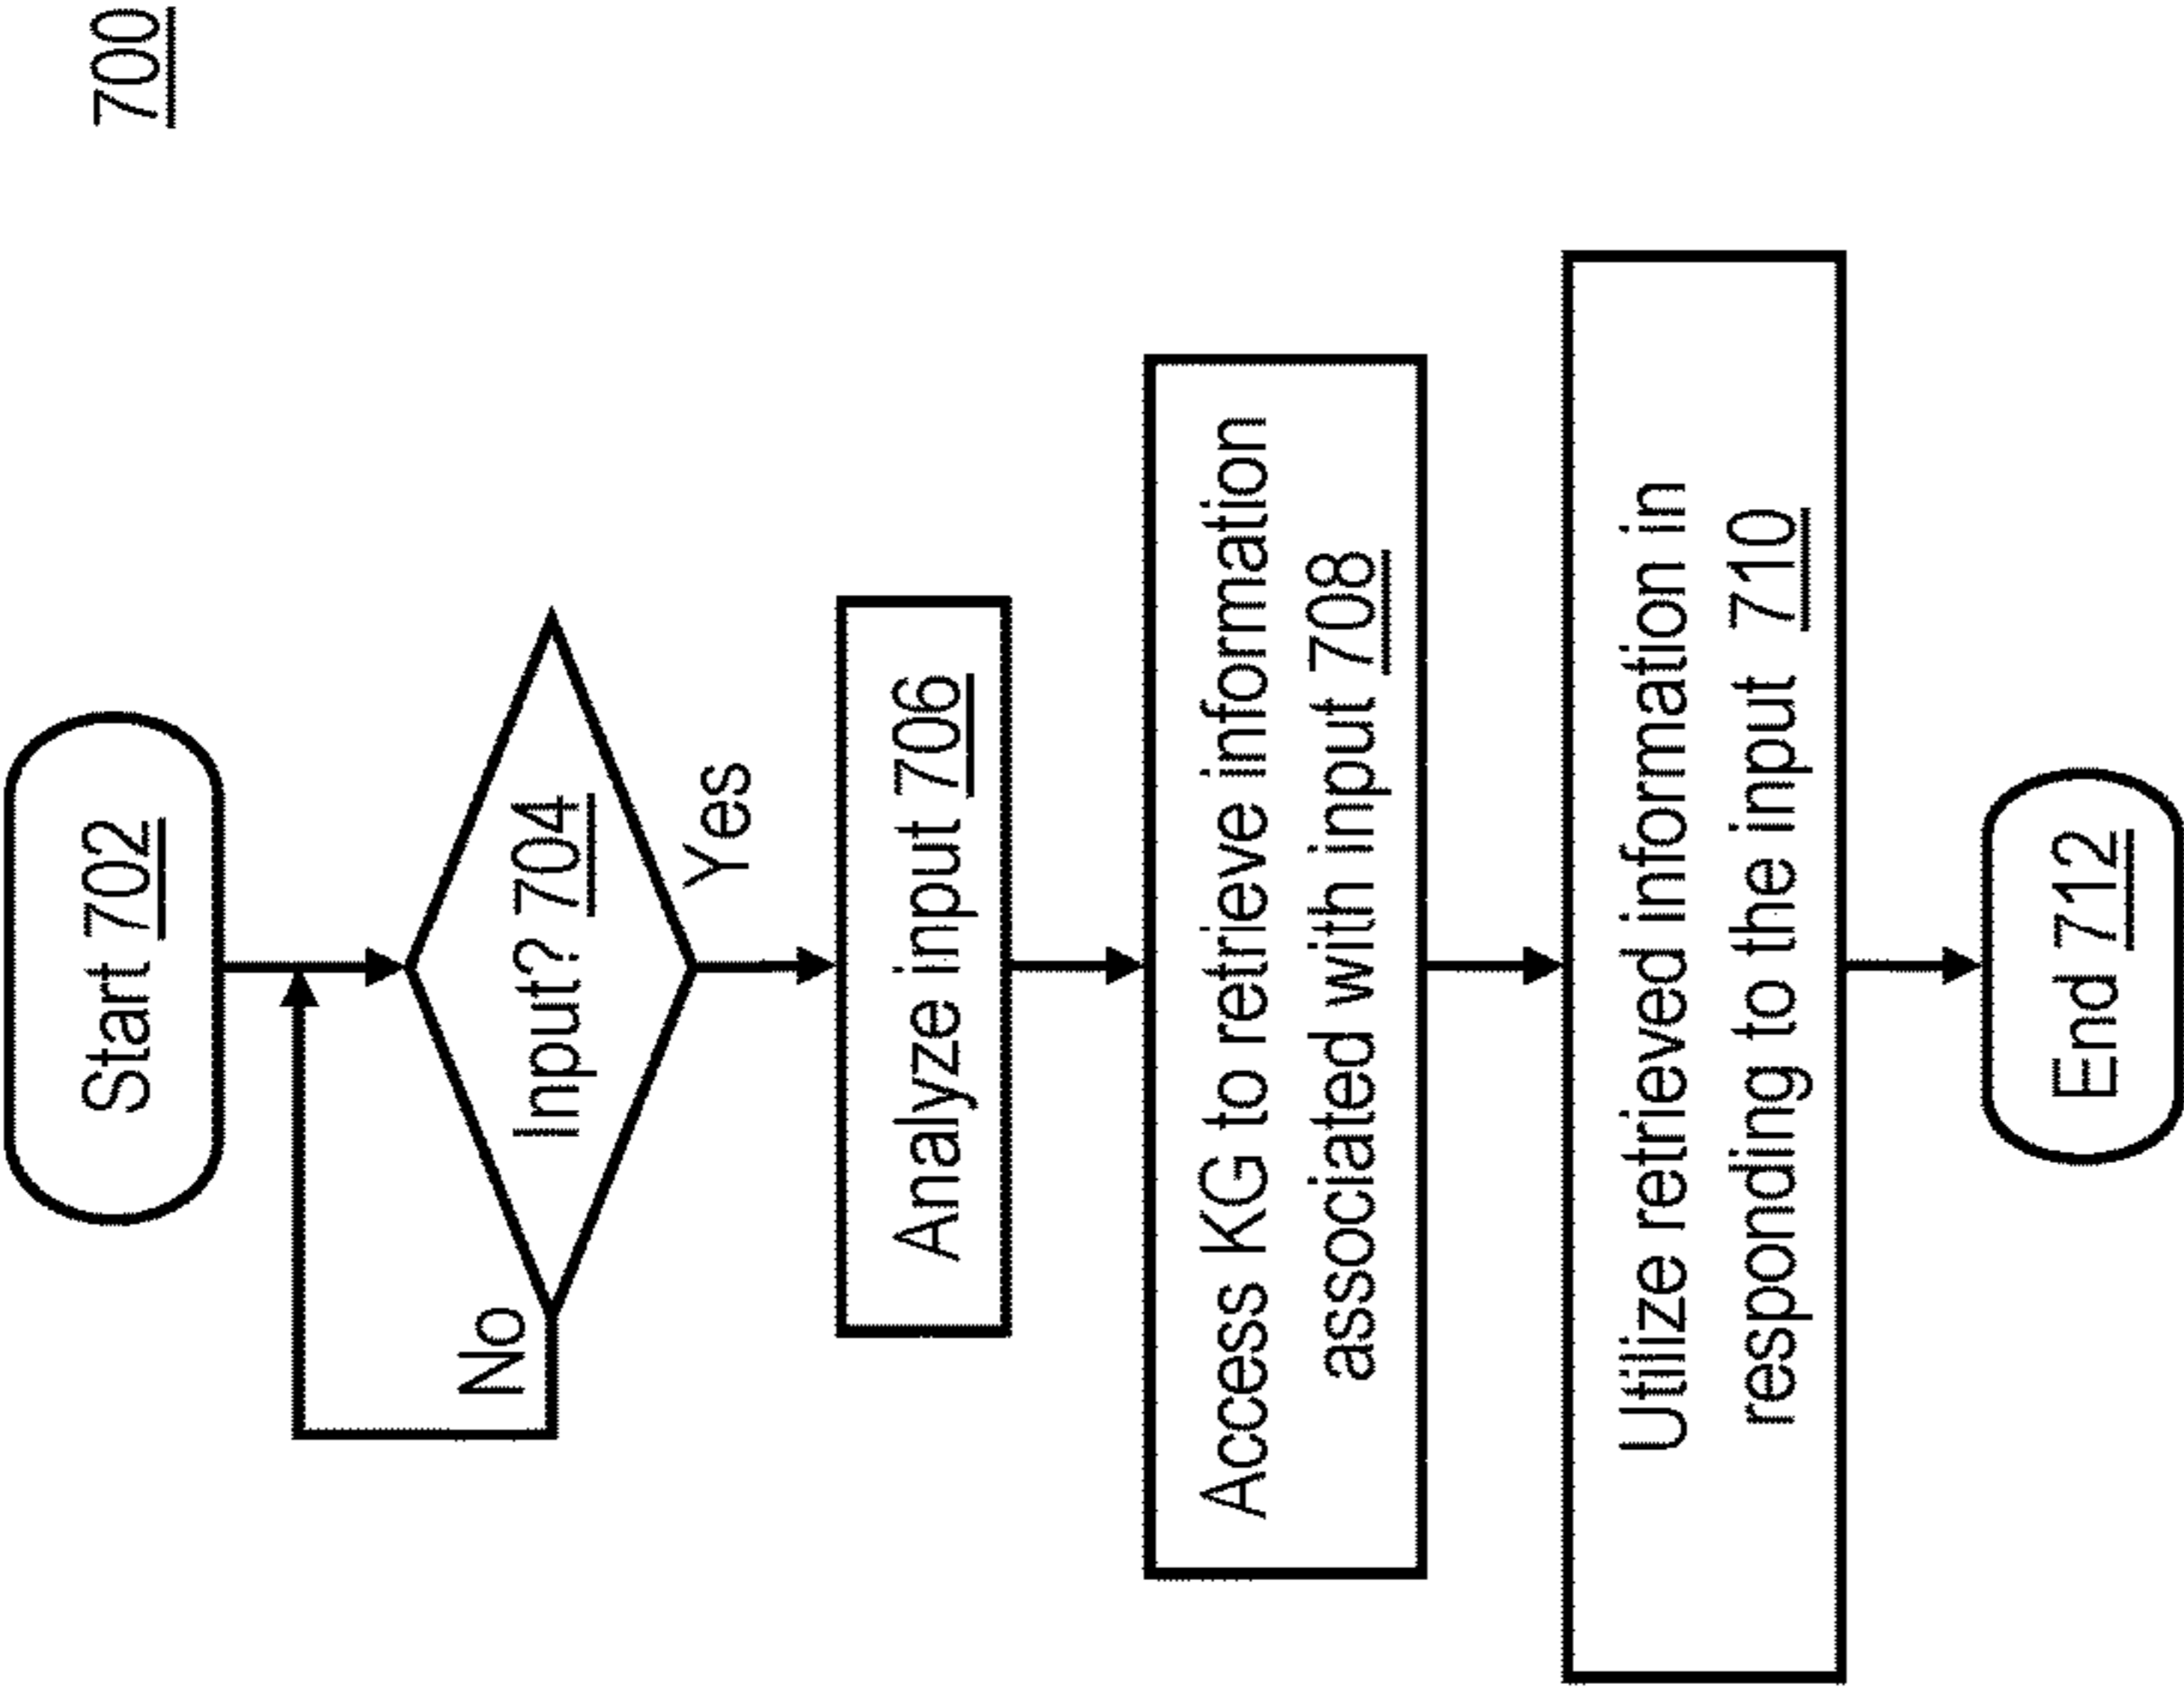 700
Start 702
Input? 704
No
Yes
Analyze input 706
Access KG to retrieve information
associated with input 708
Utilize retrieved information in
responding to the input 710
End 712